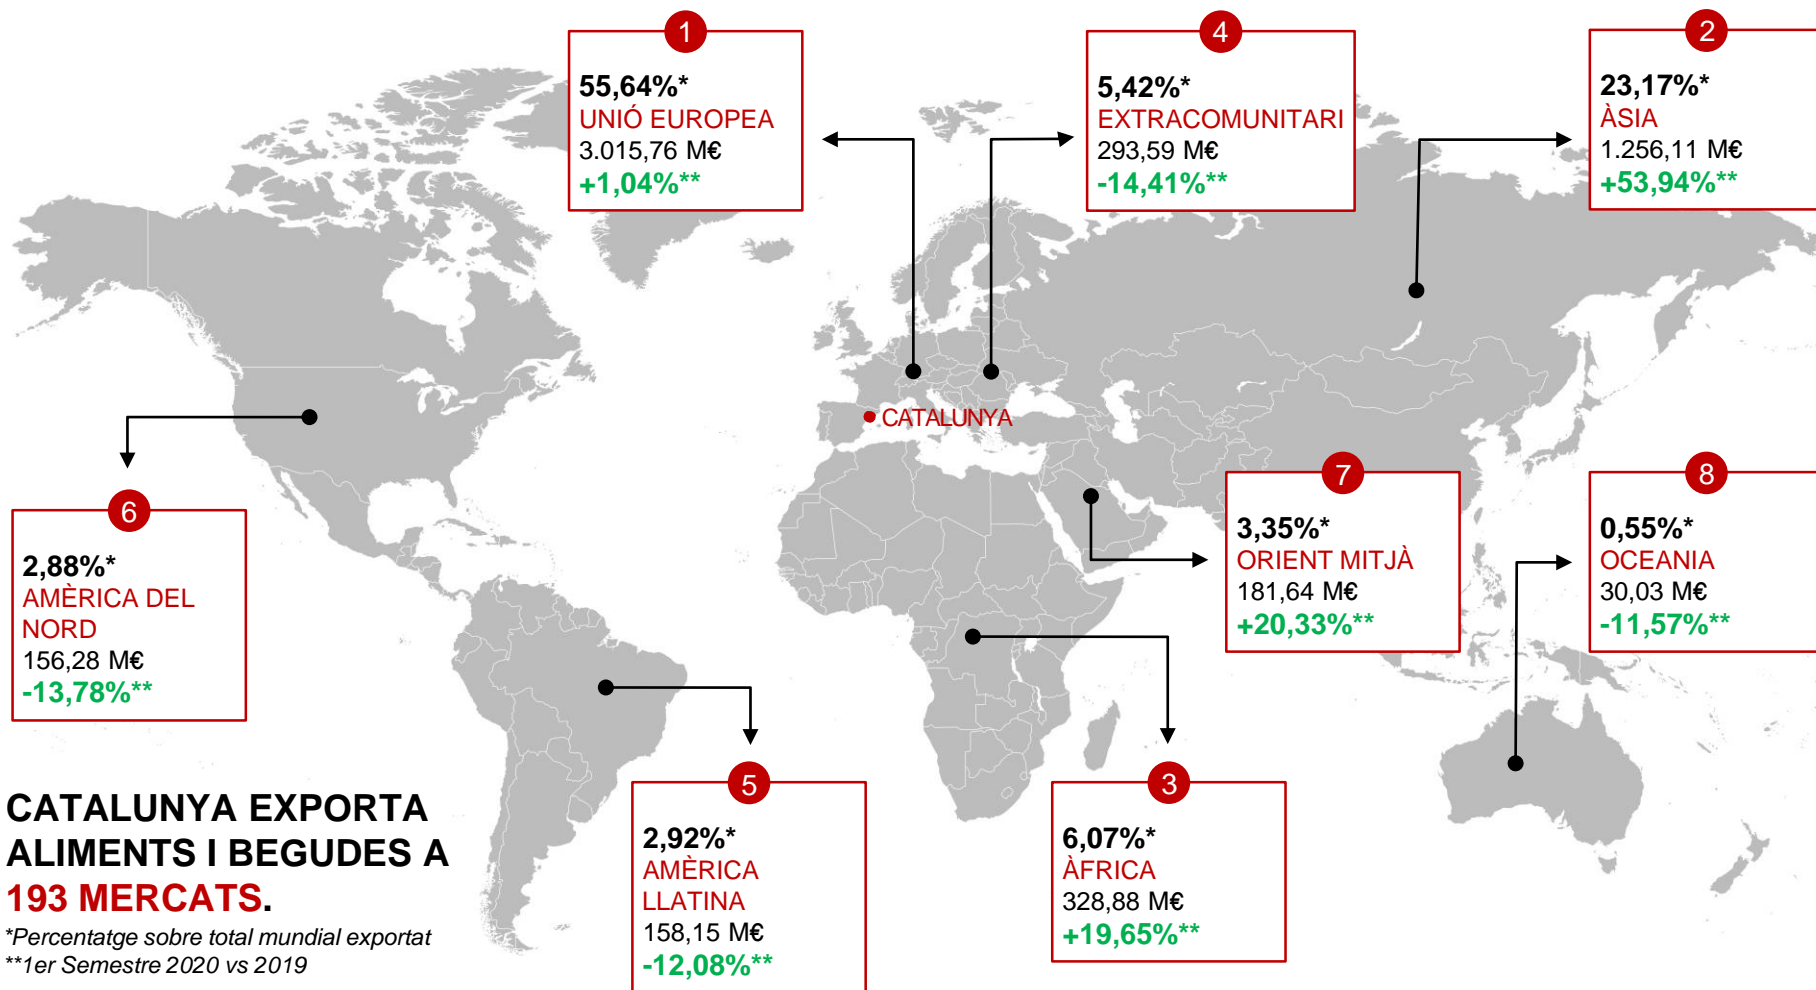 1
55,64%*
UNIÓ EUROPEA
3.015,76 M€
+1,04%**
4
5,42%*
EXTRACOMUNITARI
293,59 M€
-14,41%**
2
23,17%*
ÀSIA
1.256,11 M€
+53,94%**
CATALUNYA
6
2,88%*
AMÈRICA DEL
NORD
156,28 M€
-13,78%**
7
3,35%*
ORIENT MITJÀ
181,64 M€
+20,33%**
8
0,55%*
OCEANIA
30,03 M€
-11,57%**
5
2,92%*
AMÈRICA
LLATINA
158,15 M€
-12,08%**
3
6,07%*
ÀFRICA
328,88 M€
+19,65%**
CATALUNYA EXPORTA
ALIMENTS I BEGUDES A
193 MERCATS.
*Percentatge sobre total mundial exportat
**1er Semestre 2020 vs 2019